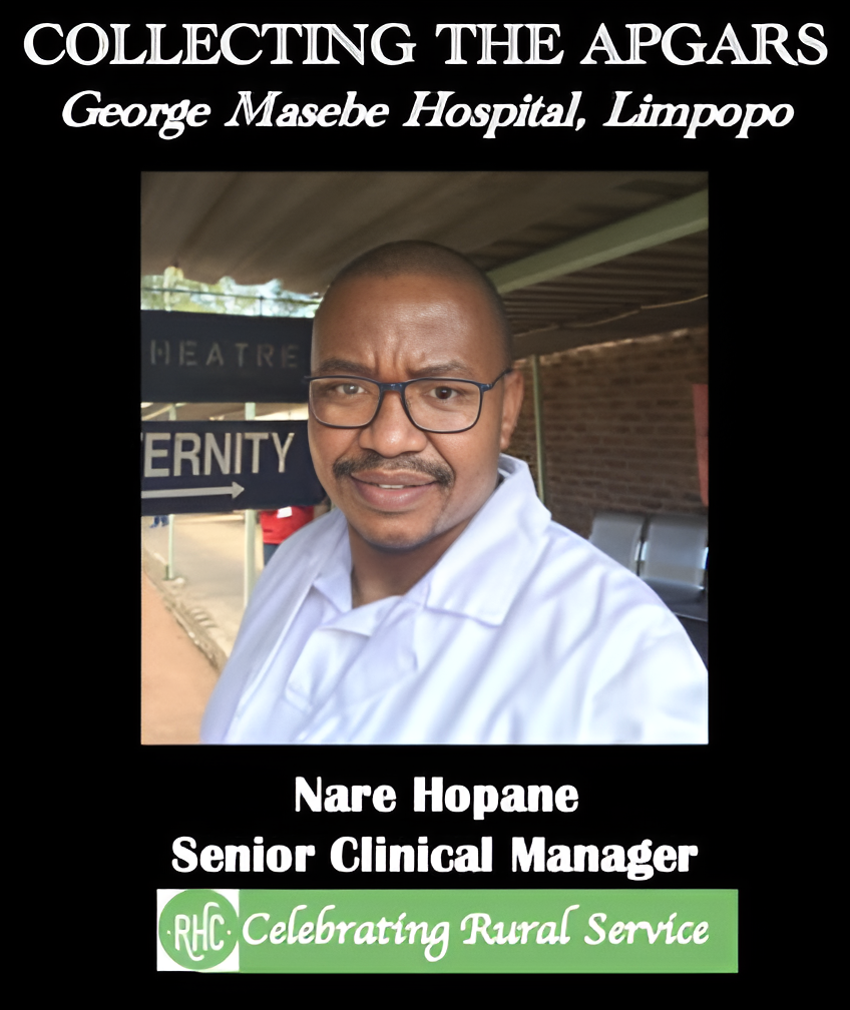 COLLECTING THE APGARS
George Masebe Hospital, Limpopo
HEATRE
ERNITY
Nare Hopane
Senior Clinical Manager
RHC Celebrating Rural Service